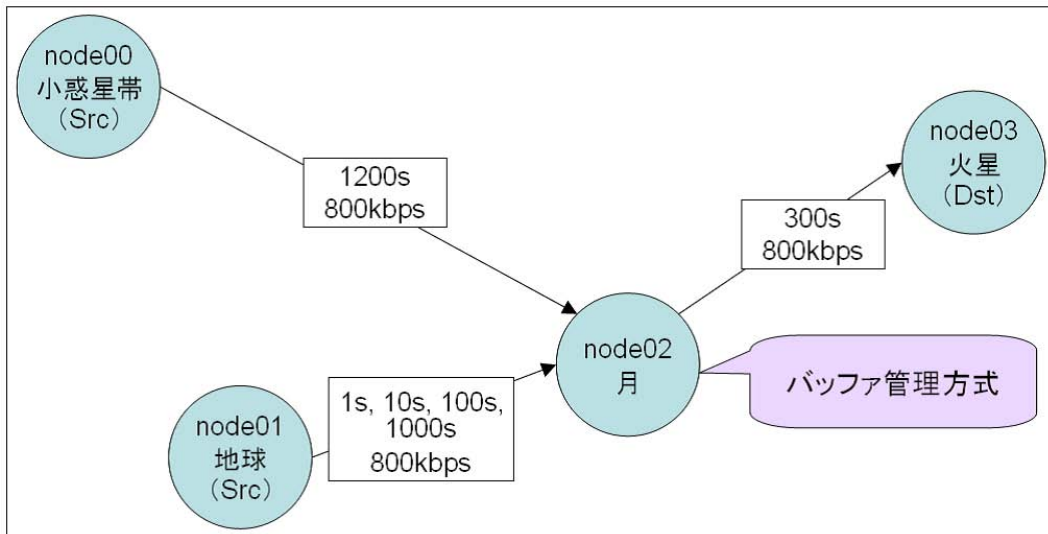 node00
小惑星帯
(Src)
1200s
800kbps
node03
火星
(Dst)
300s
800kbps
node02
月
バッファ管理方式
node01
地球
(Src)
1s, 10s, 100s,
1000s
800kbps